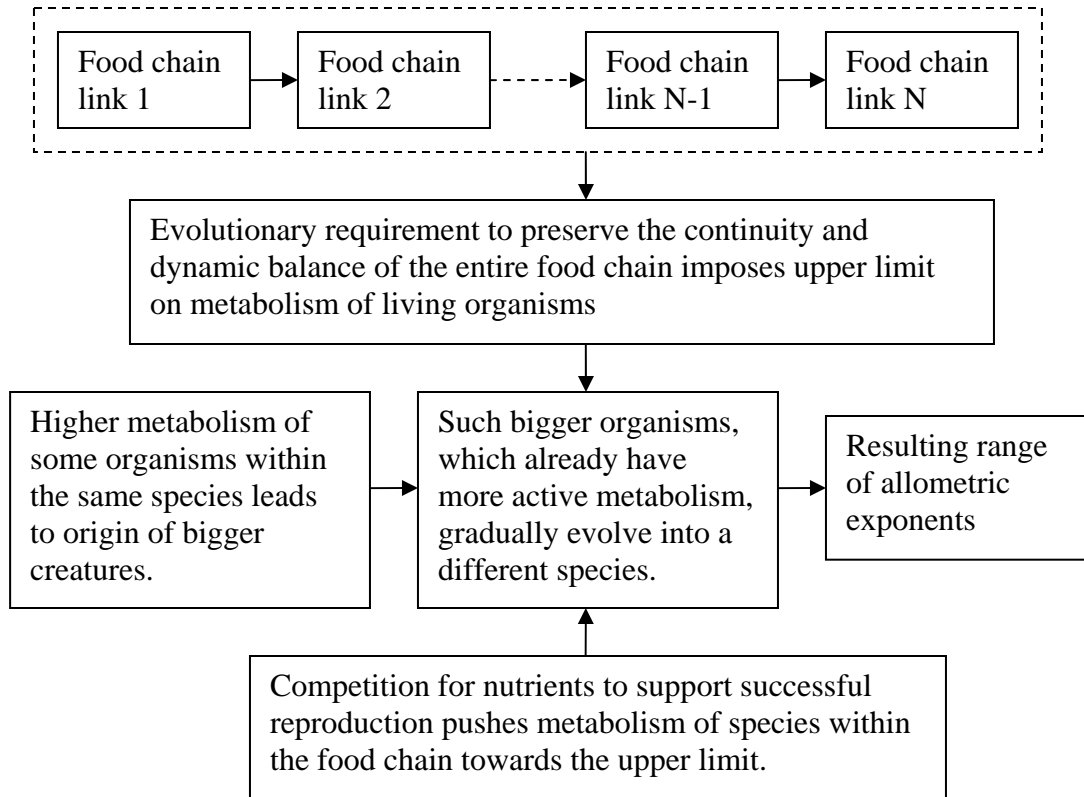 Food chain
link 1
Food chain
link 2
Food chain
link N-1
Food chain
link N
Evolutionary requirement to preserve the continuity and
dynamic balance of the entire food chain imposes upper limit
on metabolism of living organisms
Higher metabolism of
some organisms within
the same species leads
to origin of bigger
creatures.
Such bigger organisms,
which already have
more active metabolism,
gradually evolve into a
different species.
Resulting range
of allometric
exponents
Competition for nutrients to support successful
reproduction pushes metabolism of species within
the food chain towards the upper limit.